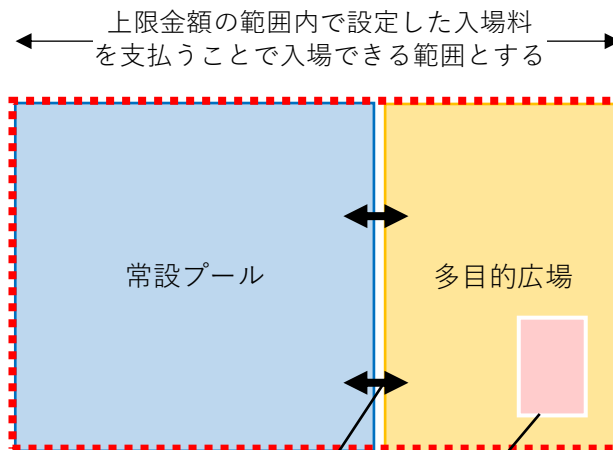 上限金額の範囲内で設定した入場料
を支払うことで入場できる範囲とする
常設プール
多目的広場